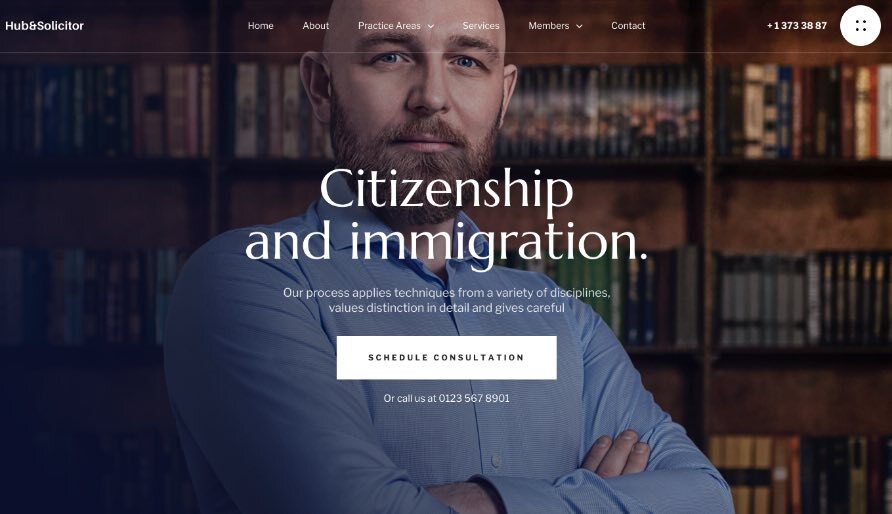 Hub&Solicitor
Home About Practice Areas Services Members Contact
+1 373 38 87
Citizenship
and immigration.
Our process applies techniques from a variety of disciplines,
values distinction in detail and gives careful
SCHEDULE CONSULTATION
Or call us at 0123 567 8901